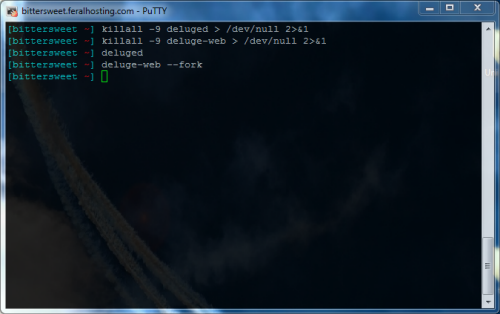 bittersweet.feralhosting.com - PuTTY
[bittersweet ~] killall -9 deluged > /dev/null 2>&1
[bittersweet ~] killall -9 deluge-web > /dev/null 2>&1
[bittersweet ~] deluged
[bittersweet ~] deluge-web --fork
[bittersweet ~]